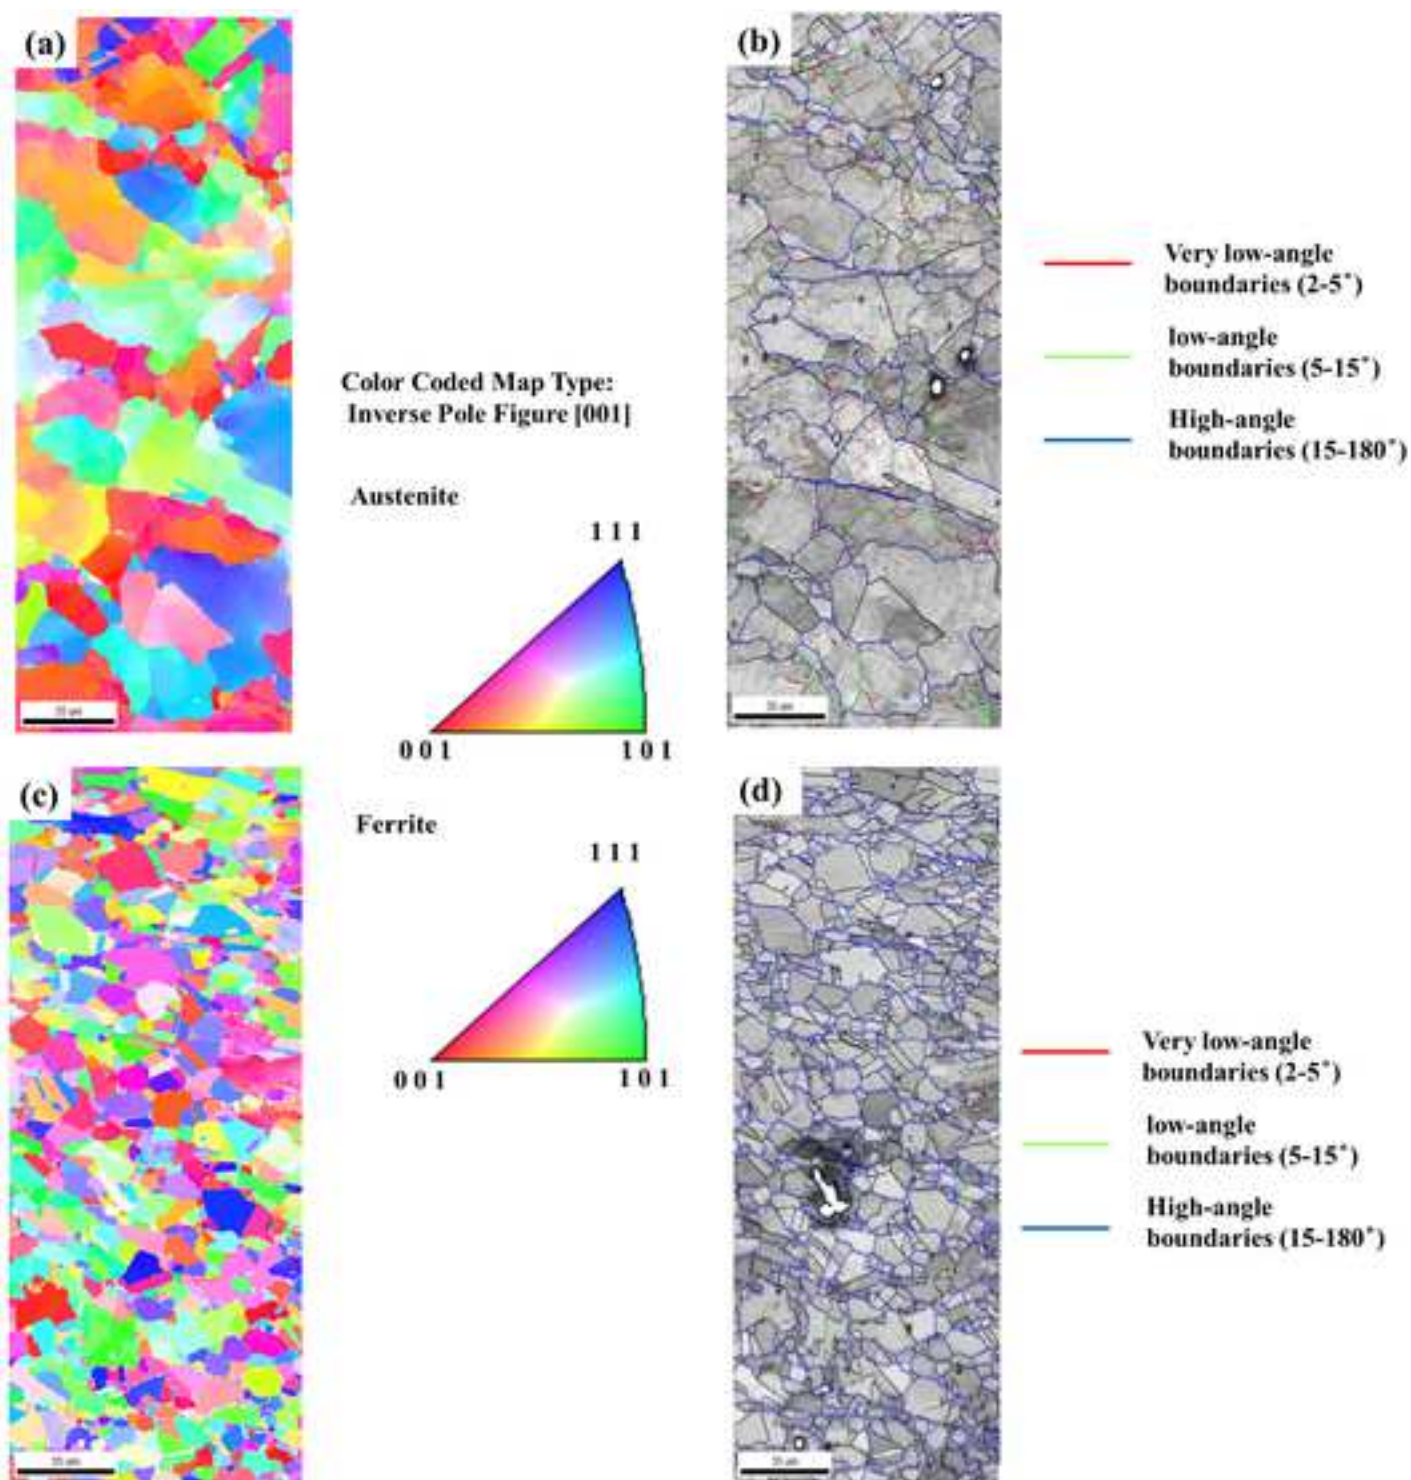 (a)
(b)
Very low-angle
boundaries (2-5˚)
low-angle
boundaries (5-15˚)
High-angle
boundaries (15-180˚)
Color Coded Map Type:
Inverse Pole Figure [001]
Austenite
1 1 1
0 0 1
1 0 1
(c)
(d)
Ferrite
1 1 1
0 0 1
1 0 1
Very low-angle
boundaries (2-5˚)
low-angle
boundaries (5-15˚)
High-angle
boundaries (15-180˚)